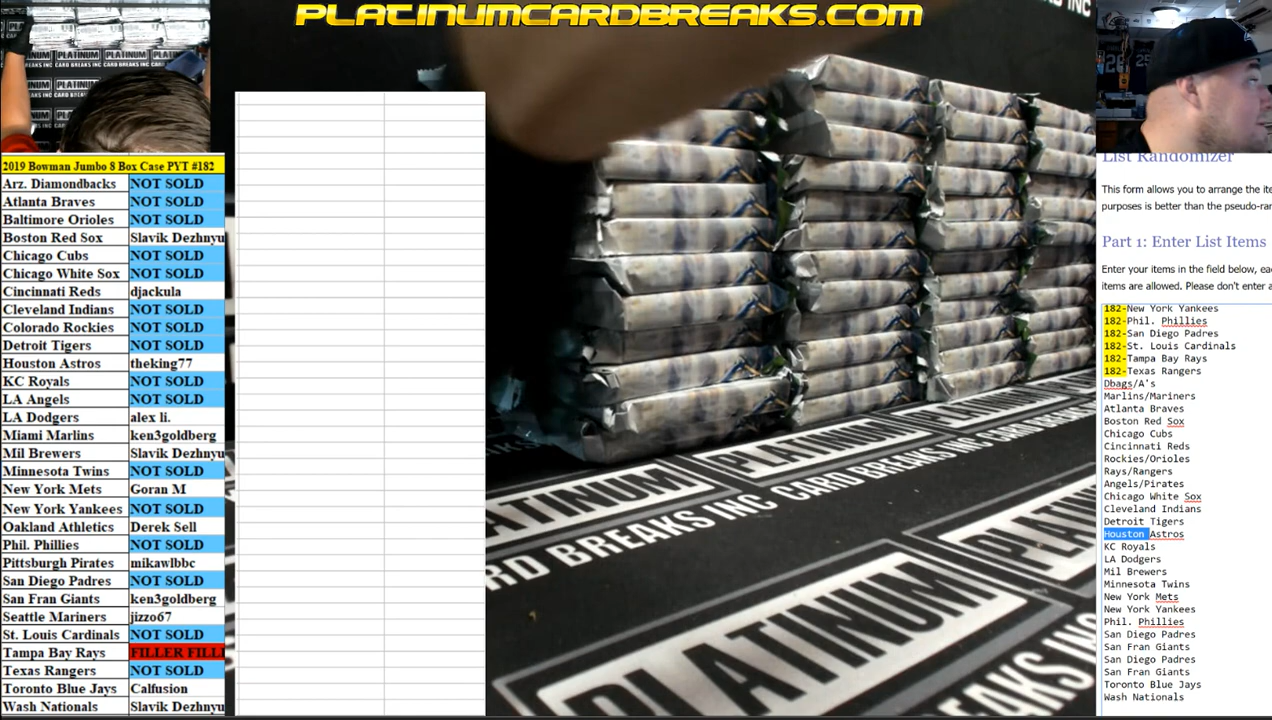 PLATINUMCARDBREAKS.COM
2019 Bowman Jumbo 8 Box Case PYT #182
Arz. Diamondbacks NOT SOLD
Atlanta Braves NOT SOLD
Baltimore Orioles NOT SOLD
Boston Red Sox Slavik Dezhnyu
Chicago Cubs NOT SOLD
Chicago White Sox NOT SOLD
Cincinnati Reds djackula
Cleveland Indians NOT SOLD
Colorado Rockies NOT SOLD
Detroit Tigers NOT SOLD
Houston Astros theking77
KC Royals NOT SOLD
LA Angels NOT SOLD
LA Dodgers alex li.
Miami Marlins ken3goldberg
Mil Brewers Slavik Dezhnyu
Minnesota Twins NOT SOLD
New York Mets Goran M
New York Yankees NOT SOLD
Oakland Athletics Derek Sell
Phil. Phillies NOT SOLD
Pittsburgh Pirates mikawlbbc
San Diego Padres NOT SOLD
San Fran Giants ken3goldberg
Seattle Mariners jizzo67
St. Louis Cardinals NOT SOLD
Tampa Bay Rays FILLER FILL
Texas Rangers NOT SOLD
Toronto Blue Jays Calfusion
Wash Nationals Slavik Dezhnyu
PLATINUM
PLATINUM
CARD BREAKS INC
CARD BREAKS INC
PLATINUM
List Randomizer
This form allows you to arrange the ite
purposes is better than the pseudo-ran
Part 1: Enter List Items
Enter your items in the field below, eac
items are allowed. Please don't enter a
182-New York Yankees
182-Phil. Phillies
182-San Diego Padres
182-St. Louis Cardinals
182-Tampa Bay Rays
182-Texas Rangers
Dbags/A's
Marlins/Mariners
Atlanta Braves
Boston Red Sox
Chicago Cubs
Cincinnati Reds
Rockies/Orioles
Rays/Rangers
Angels/Pirates
Chicago White Sox
Cleveland Indians
Detroit Tigers
Houston Astros
KC Royals
LA Dodgers
Mil Brewers
Minnesota Twins
New York Mets
New York Yankees
Phil. Phillies
San Diego Padres
San Fran Giants
San Diego Padres
San Fran Giants
Toronto Blue Jays
Wash Nationals